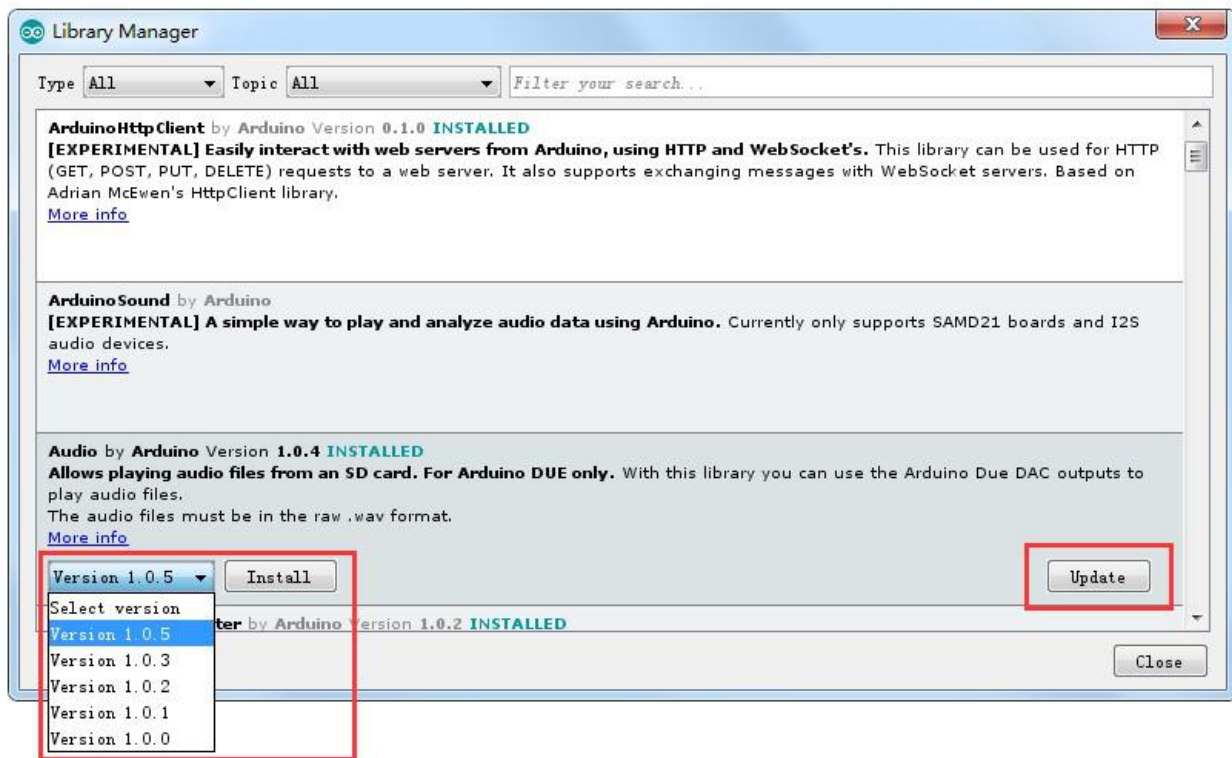 Library Manager
Type All Topic All Filter your search...
ArduinoHttpClient by Arduino Version 0.1.0 INSTALLED
[EXPERIMENTAL] Easily interact with web servers from Arduino, using HTTP and WebSocket's. This library can be used for HTTP
(GET, POST, PUT, DELETE) requests to a web server. It also supports exchanging messages with WebSocket servers. Based on
Adrian McEwen's HttpClient library.
More info
ArduinoSound by Arduino
[EXPERIMENTAL] A simple way to play and analyze audio data using Arduino. Currently only supports SAMD21 boards and I2S
audio devices.
More info
Audio by Arduino Version 1.0.4 INSTALLED
Allows playing audio files from an SD card. For Arduino DUE only. With this library you can use the Arduino Due DAC outputs to
play audio files.
The audio files must be in the raw .wav format.
More info
Version 1.0.5 Install Update
Select version
ter by Arduino Version 1.0.2 INSTALLED
Version 1.0.5
Version 1.0.3
Close
Version 1.0.2
Version 1.0.1
Version 1.0.0